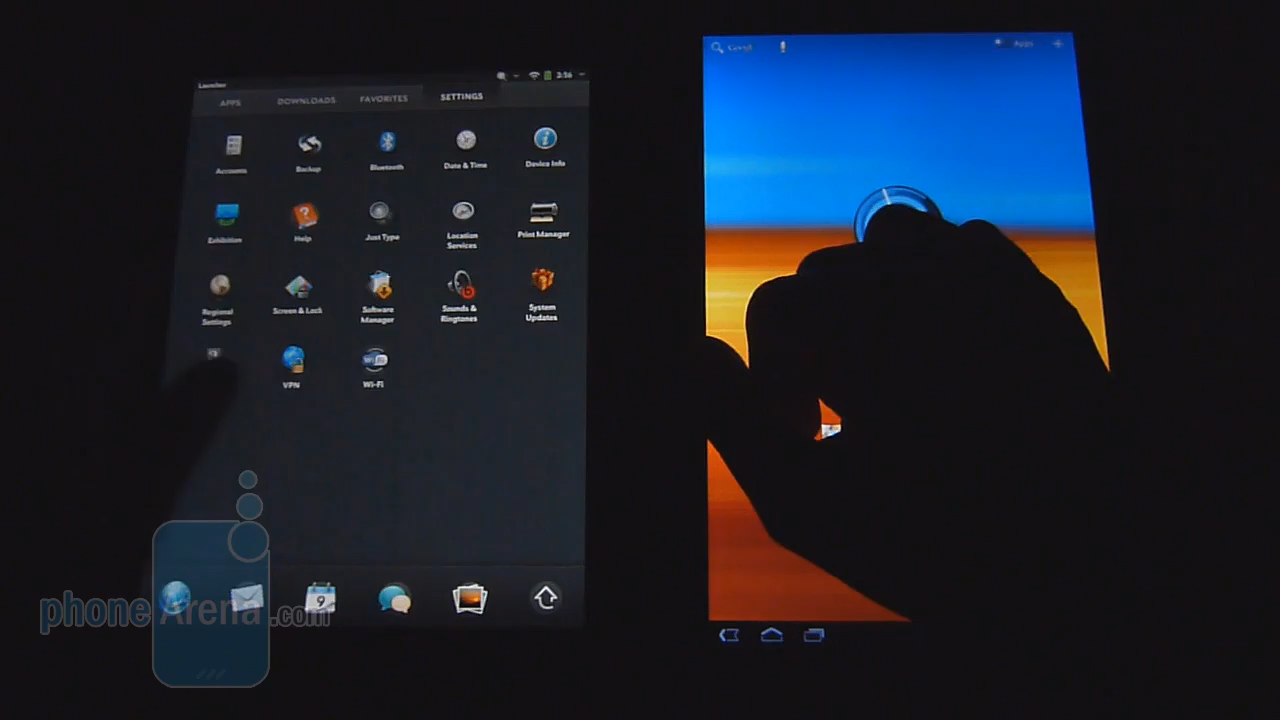 Launcher
3:56
APPS DOWNLOADS FAVORITES SETTINGS
Accounts Backup Bluetooth Date & Time Device Info
Exhibition Help Just Type Location Services Print Manager
Regional Settings Screen & Lock Software Manager Sounds & Ringtones System Updates
VPN Wi-Fi
9
phoneArena.com
Apps